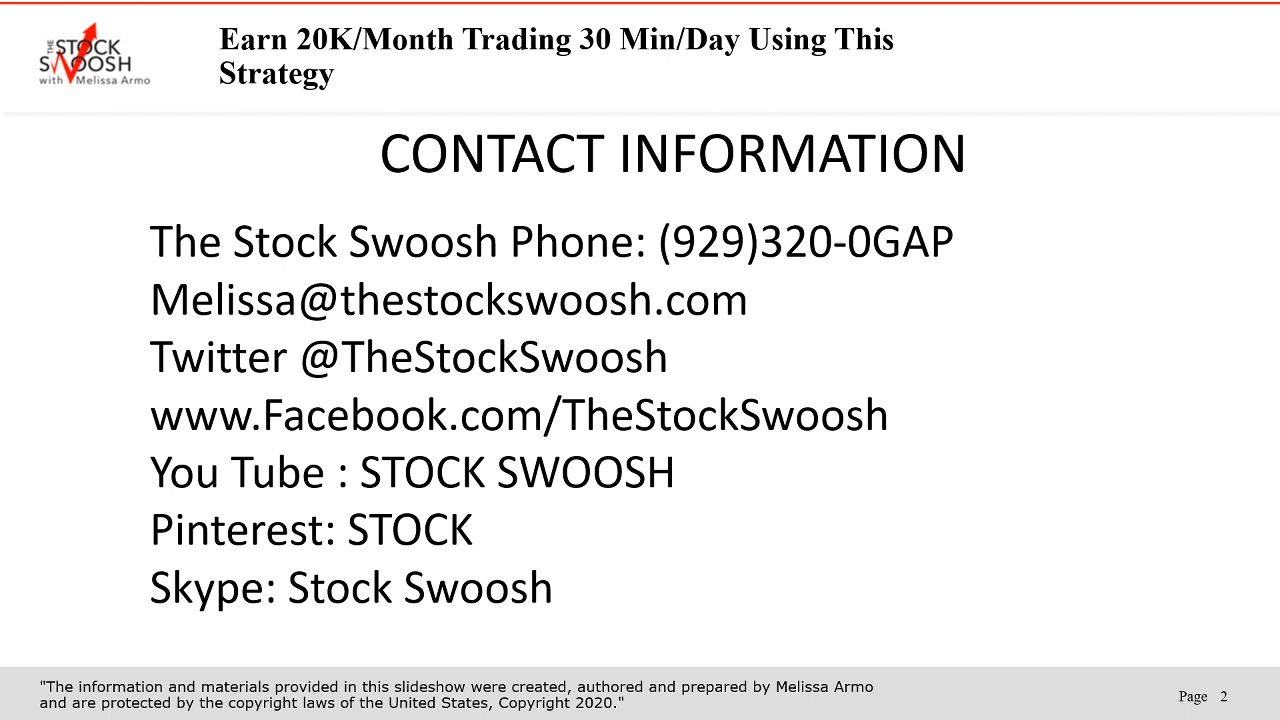 THE
STOCK
SWOOSH
with Melissa Armo
Earn 20K/Month Trading 30 Min/Day Using This
Strategy
CONTACT INFORMATION
The Stock Swoosh Phone: (929)320-0GAP
Melissa@thestockswoosh.com
Twitter @TheStockSwoosh
www.Facebook.com/TheStockSwoosh
You Tube : STOCK SWOOSH
Pinterest: STOCK
Skype: Stock Swoosh
"The information and materials provided in this slideshow were created, authored and prepared by Melissa Armo
and are protected by the copyright laws of the United States, Copyright 2020."
Page 2